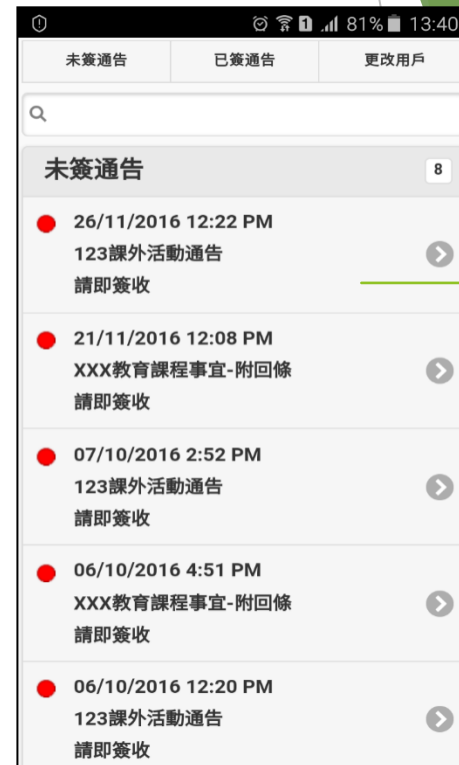 1 81% 13:40
未簽通告 已簽通告 更改用戶
未簽通告 8
26/11/2016 12:22 PM
123課外活動通告
請即簽收
21/11/2016 12:08 PM
XXX教育課程事宜-附回條
請即簽收
07/10/2016 2:52 PM
123課外活動通告
請即簽收
06/10/2016 4:51 PM
XXX教育課程事宜-附回條
請即簽收
06/10/2016 12:20 PM
123課外活動通告
請即簽收